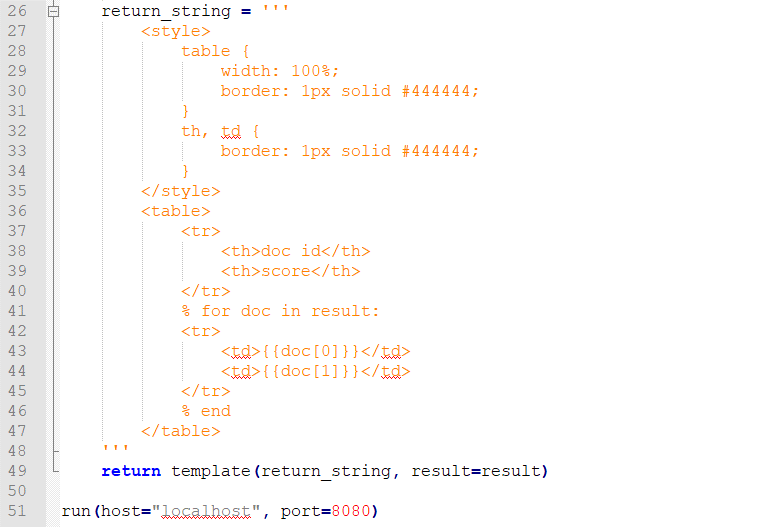 26 return_string = '''
27 <style>
28 table {
29 width: 100%;
30 border: 1px solid #444444;
31 }
32 th, td {
33 border: 1px solid #444444;
34 }
35 </style>
36 <table>
37 <tr>
38 <th>doc id</th>
39 <th>score</th>
40 </tr>
41 % for doc in result:
42 <tr>
43 <td>{{doc[0]}}</td>
44 <td>{{doc[1]}}</td>
45 </tr>
46 % end
47 </table>
48 '''
49 return template(return_string, result=result)
50
51 run(host="localhost", port=8080)